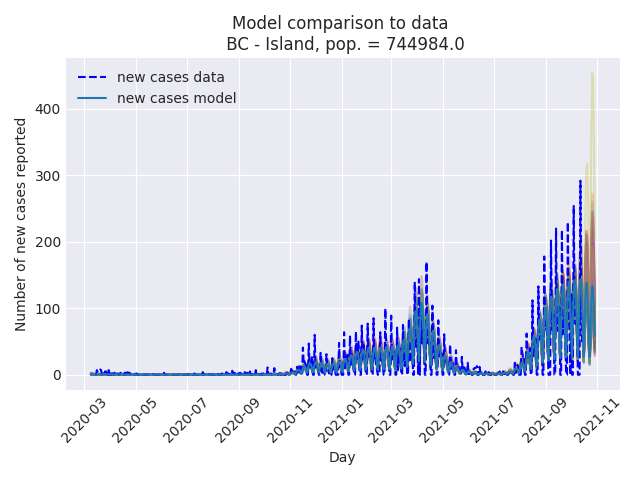 Model comparison to data
BC - Island, pop. = 744984.0
new cases data
new cases model
Number of new cases reported
400
300
200
100
0
2020-03
2020-05
2020-07
2020-09
2020-11
2021-01
2021-03
2021-05
2021-07
2021-09
2021-11
Day